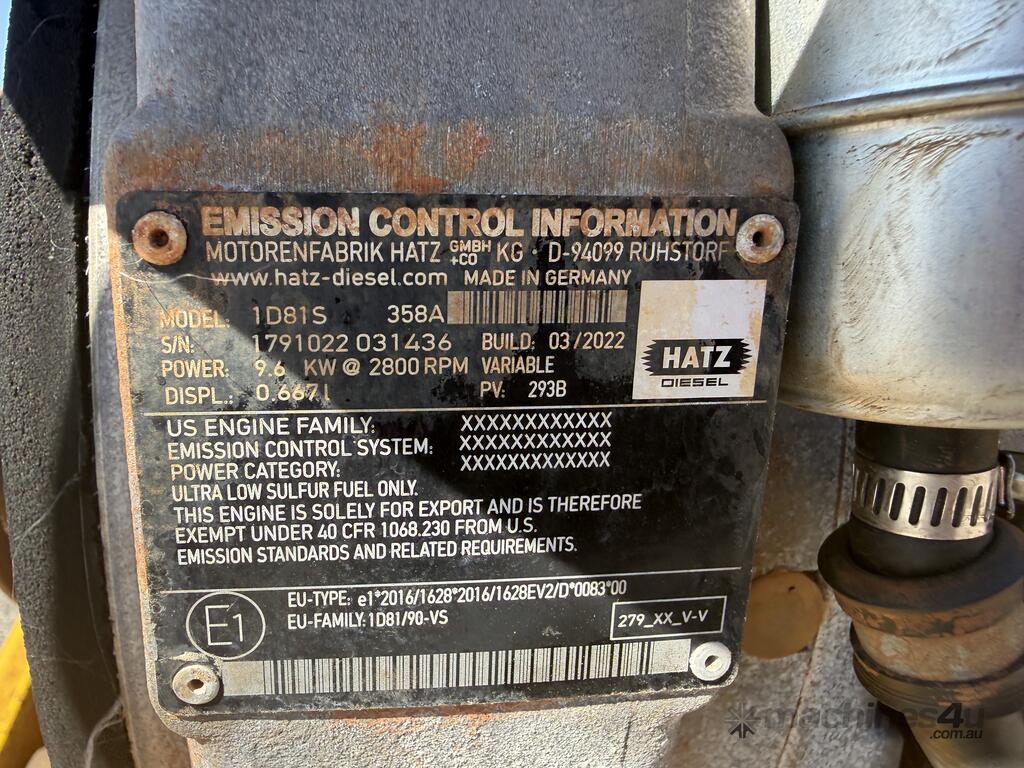 EMISSION CONTROL INFORMATION
MOTORENFABRIK HATZ GMBH +CO KG · D-94099 RUHSTORF
www.hatz-diesel.com MADE IN GERMANY
MODEL: 1D81S 358A
S/N: 1791022 031436 BUILD: 03/2022
POWER: 9.6 KW @ 2800 RPM VARIABLE
DISPL.: 0.667l PV: 293B
HATZ
DIESEL
US ENGINE FAMILY: XXXXXXXXXXXX
EMISSION CONTROL SYSTEM: XXXXXXXXXXXX
POWER CATEGORY: XXXXXXXXXXXX
ULTRA LOW SULFUR FUEL ONLY.
THIS ENGINE IS SOLELY FOR EXPORT AND IS THEREFORE
EXEMPT UNDER 40 CFR 1068.230 FROM U.S.
EMISSION STANDARDS AND RELATED REQUIREMENTS.
E1
EU-TYPE: e1*2016/1628*2016/1628EV2/D*0083*00
EU-FAMILY: 1D81/90-VS
279_XX_V-V
machines4u
.com.au